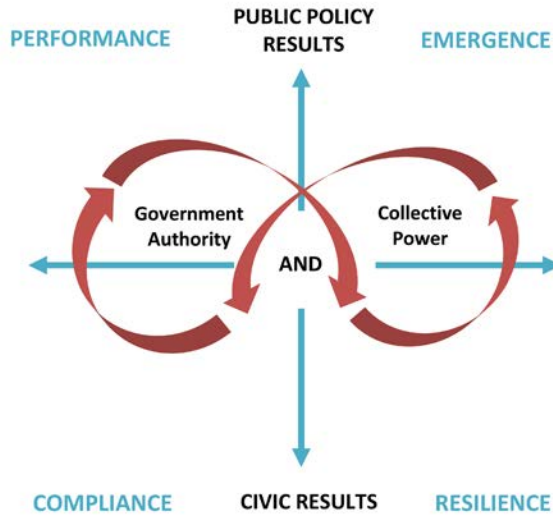 PUBLIC POLICY
RESULTS
PERFORMANCE
EMERGENCE
Government
Authority
Collective
Power
AND
COMPLIANCE
CIVIC RESULTS
RESILIENCE